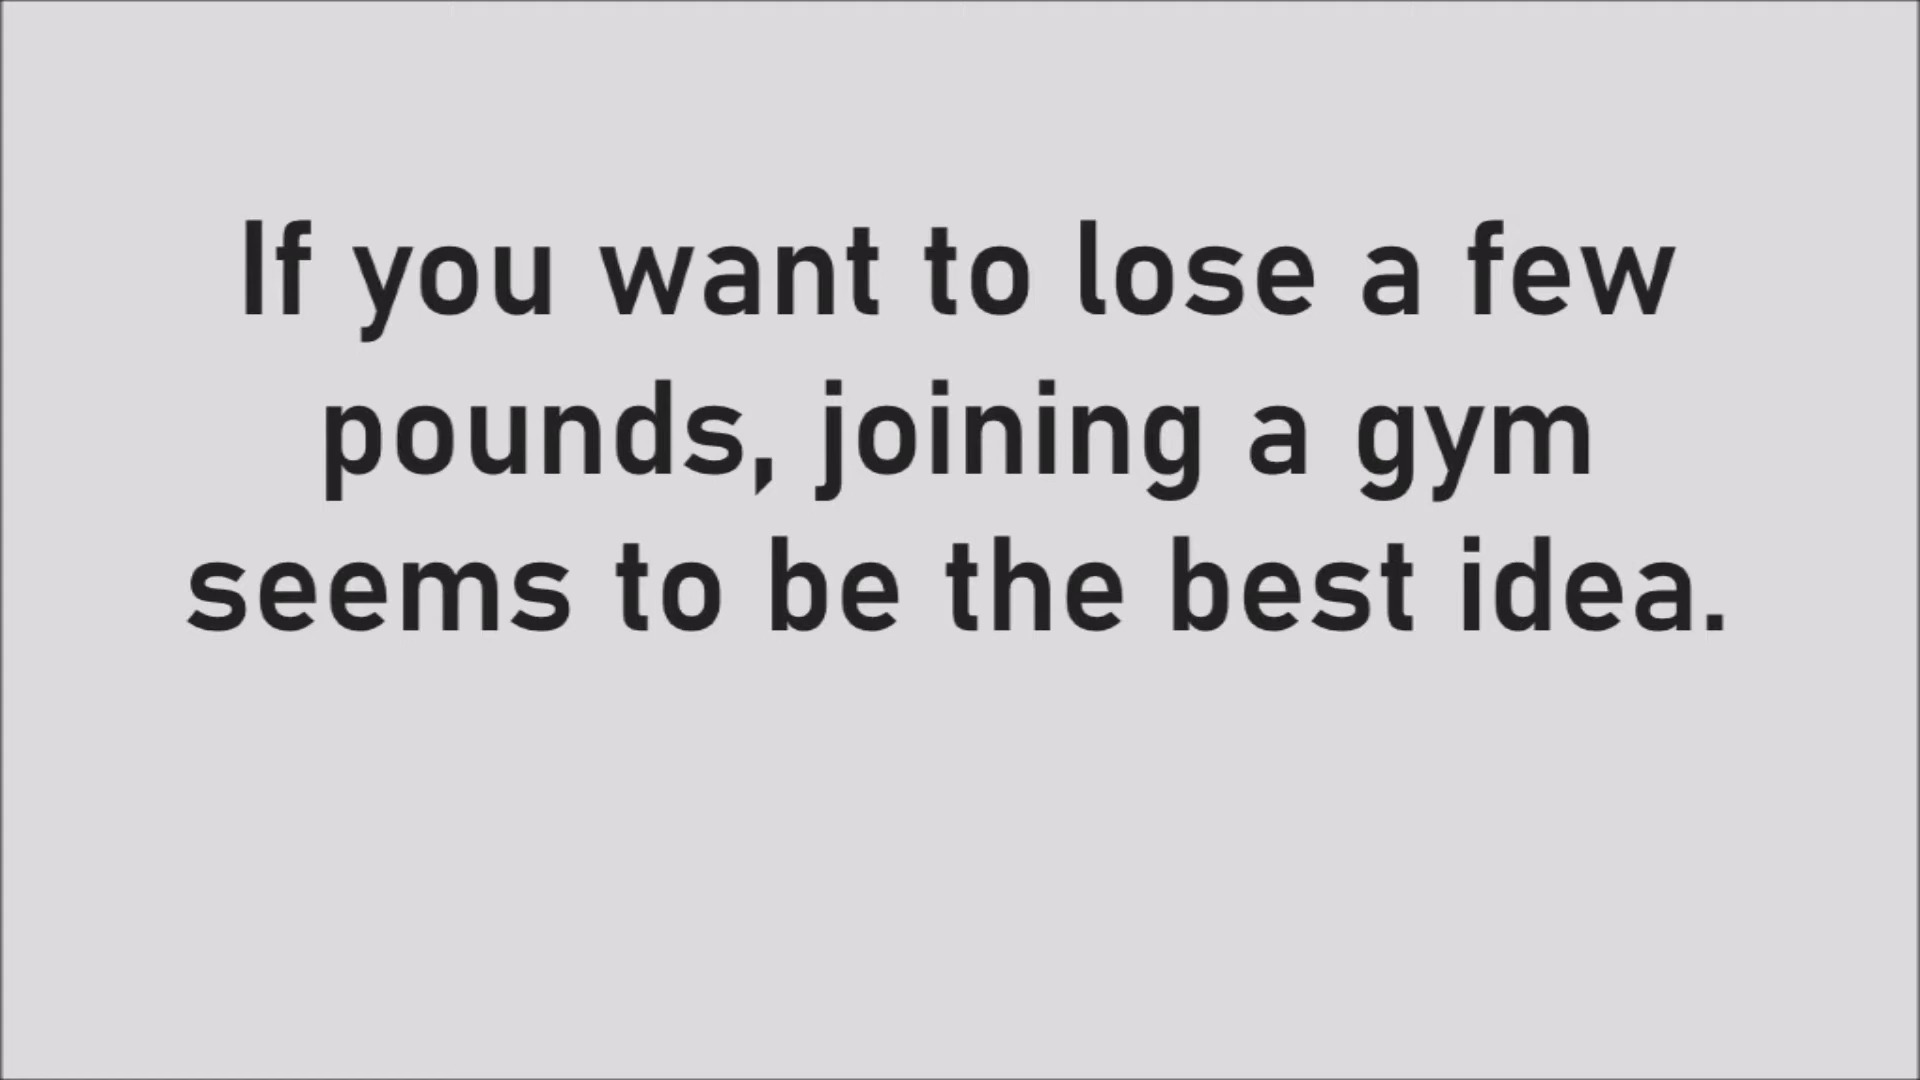 If you want to lose a few
pounds, joining a gym
seems to be the best idea.